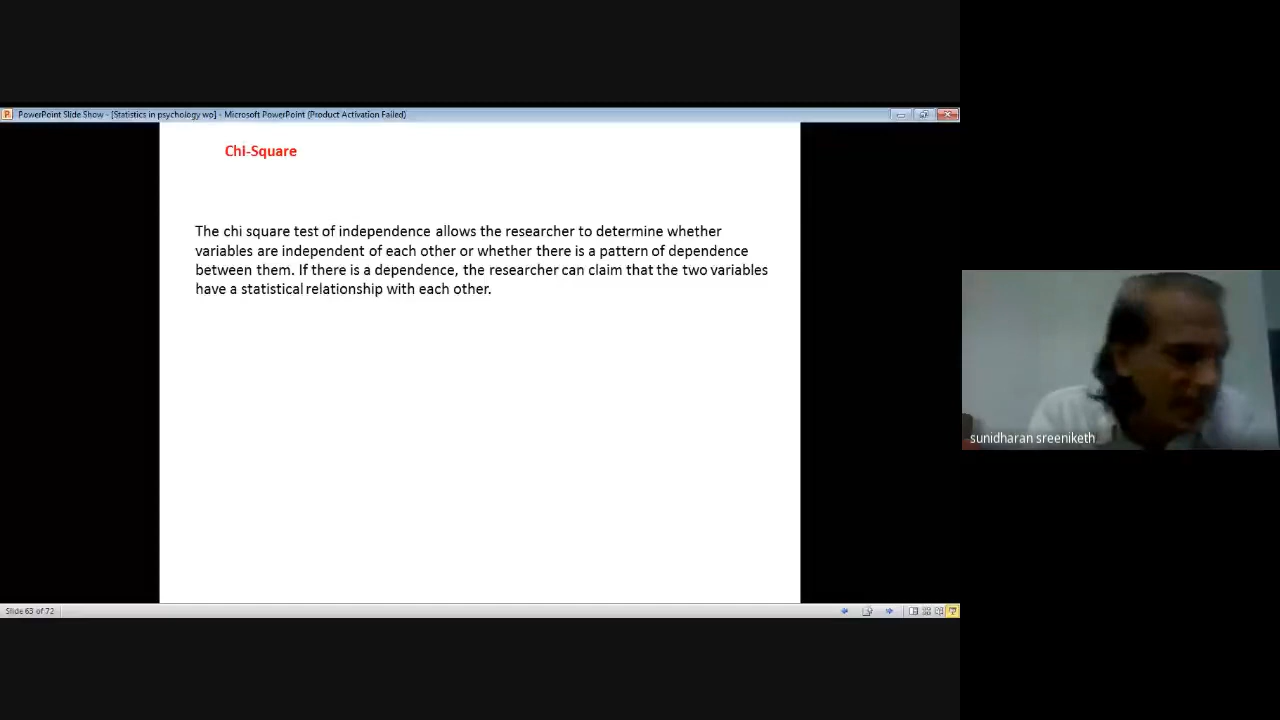 PowerPoint Slide Show - [Statistics in psychology wo] - Microsoft PowerPoint (Product Activation Failed)
Chi-Square
The chi square test of independence allows the researcher to determine whether
variables are independent of each other or whether there is a pattern of dependence
between them. If there is a dependence, the researcher can claim that the two variables
have a statistical relationship with each other.
sunidharan sreeniketh
Slide 63 of 72